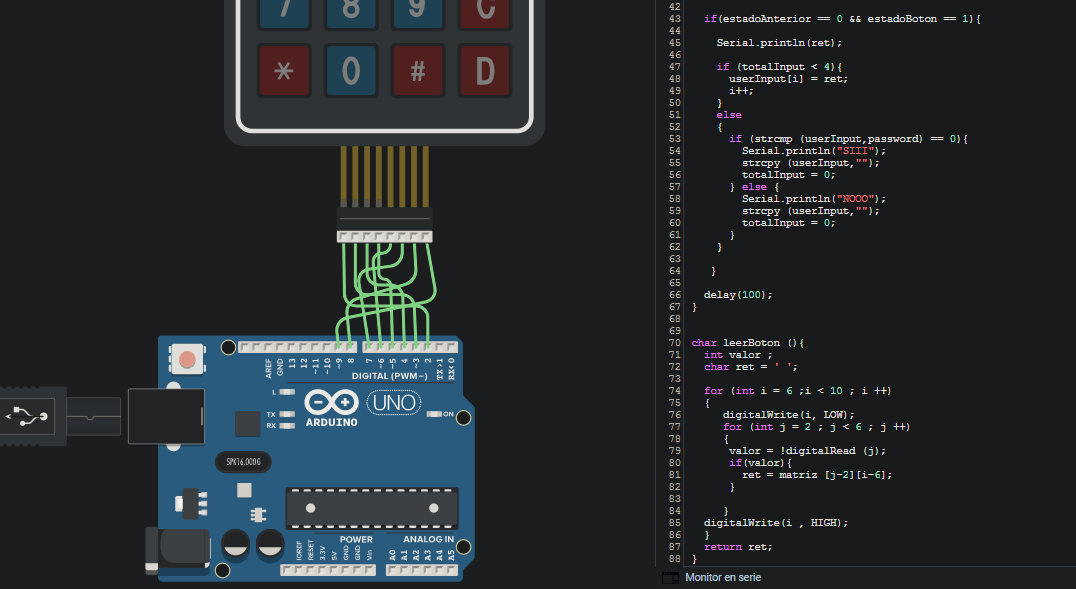 7 8 9 C
* 0 # D
AREF
GND
13
12
~11
~10
~9
8
7
~6
~5
4
~3
2
TX→1
RX←0
DIGITAL (PWM~)
L
TX
RX
UNO
ARDUINO
ON
SPK16.000G
POWER
ANALOG IN
IOREF
RESET
3.3V
5V
GND
GND
Vin
A0
A1
A2
A3
A4
A5
42
43 if(estadoAnterior == 0 && estadoBoton == 1){
44
45 Serial.println(ret);
46
47 if (totalInput < 4){
48 userInput[i] = ret;
49 i++;
50 }
51 else
52 {
53 if (strcmp (userInput,password) == 0){
54 Serial.println("SIII");
55 strcpy (userInput,"");
56 totalInput = 0;
57 } else {
58 Serial.println("NOOO");
59 strcpy (userInput,"");
60 totalInput = 0;
61 }
62 }
63
64 }
65
66 delay(100);
67 }
68
69
70 char leerBoton (){
71 int valor ;
72 char ret = ' ';
73
74 for (int i = 6 ;i < 10 ; i ++)
75 {
76 digitalWrite(i, LOW);
77 for (int j = 2 ; j < 6 ; j ++)
78 {
79 valor = !digitalRead (j);
80 if(valor){
81 ret = matriz [j-2][i-6];
82 }
83
84 }
85 digitalWrite(i , HIGH);
86 }
87 return ret;
88 }
Monitor en serie